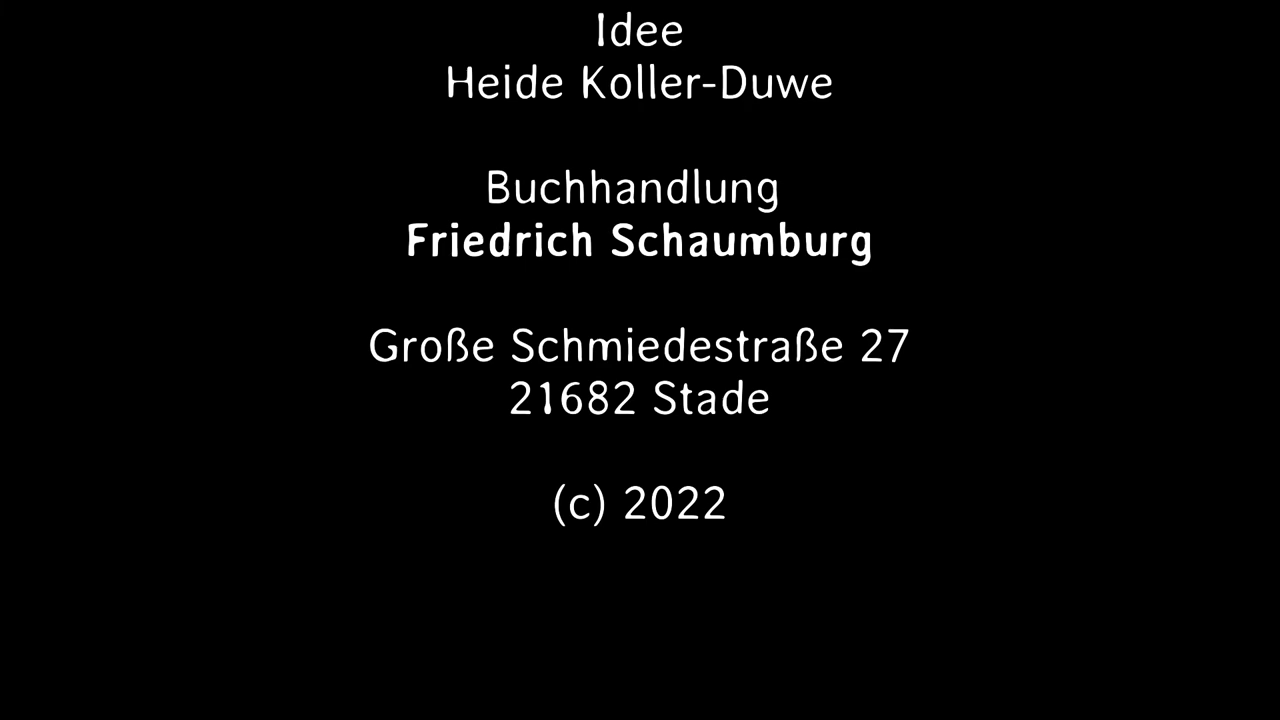 Idee
Heide Koller-Duwe
Buchhandlung
Friedrich Schaumburg
Große Schmiedestraße 27
21682 Stade
(c) 2022